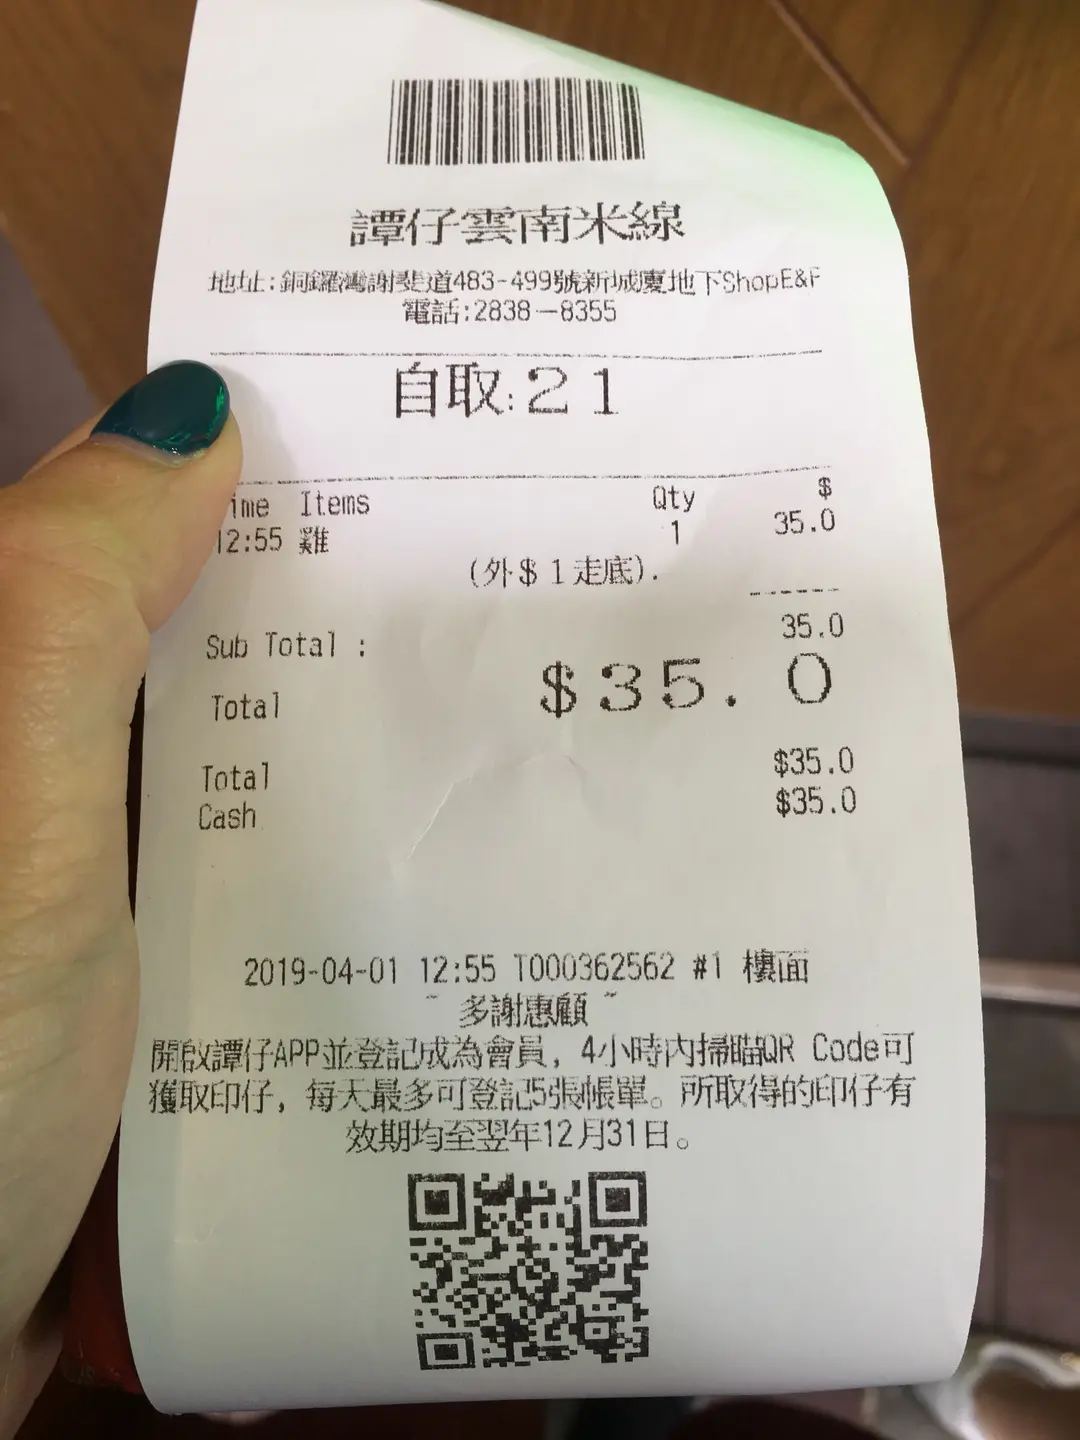 譚仔雲南米線
地址:銅鑼灣謝斐道483-499號新城廈地下ShopE&F
電話:2838-8355
自取:21
ime Items Qty $
12:55 雞 1 35.0
(外$1走底).
35.0
Sub Total :
Total $35.0
Total $35.0
Cash $35.0
2019-04-01 12:55 T000362562 #1 樓面
~ 多謝惠顧 ~
開啟譚仔APP並登記成為會員, 4小時內掃瞄QR Code可
獲取印仔, 每天最多可登記5張帳單。所取得的印仔有
效期均至翌年12月31日。